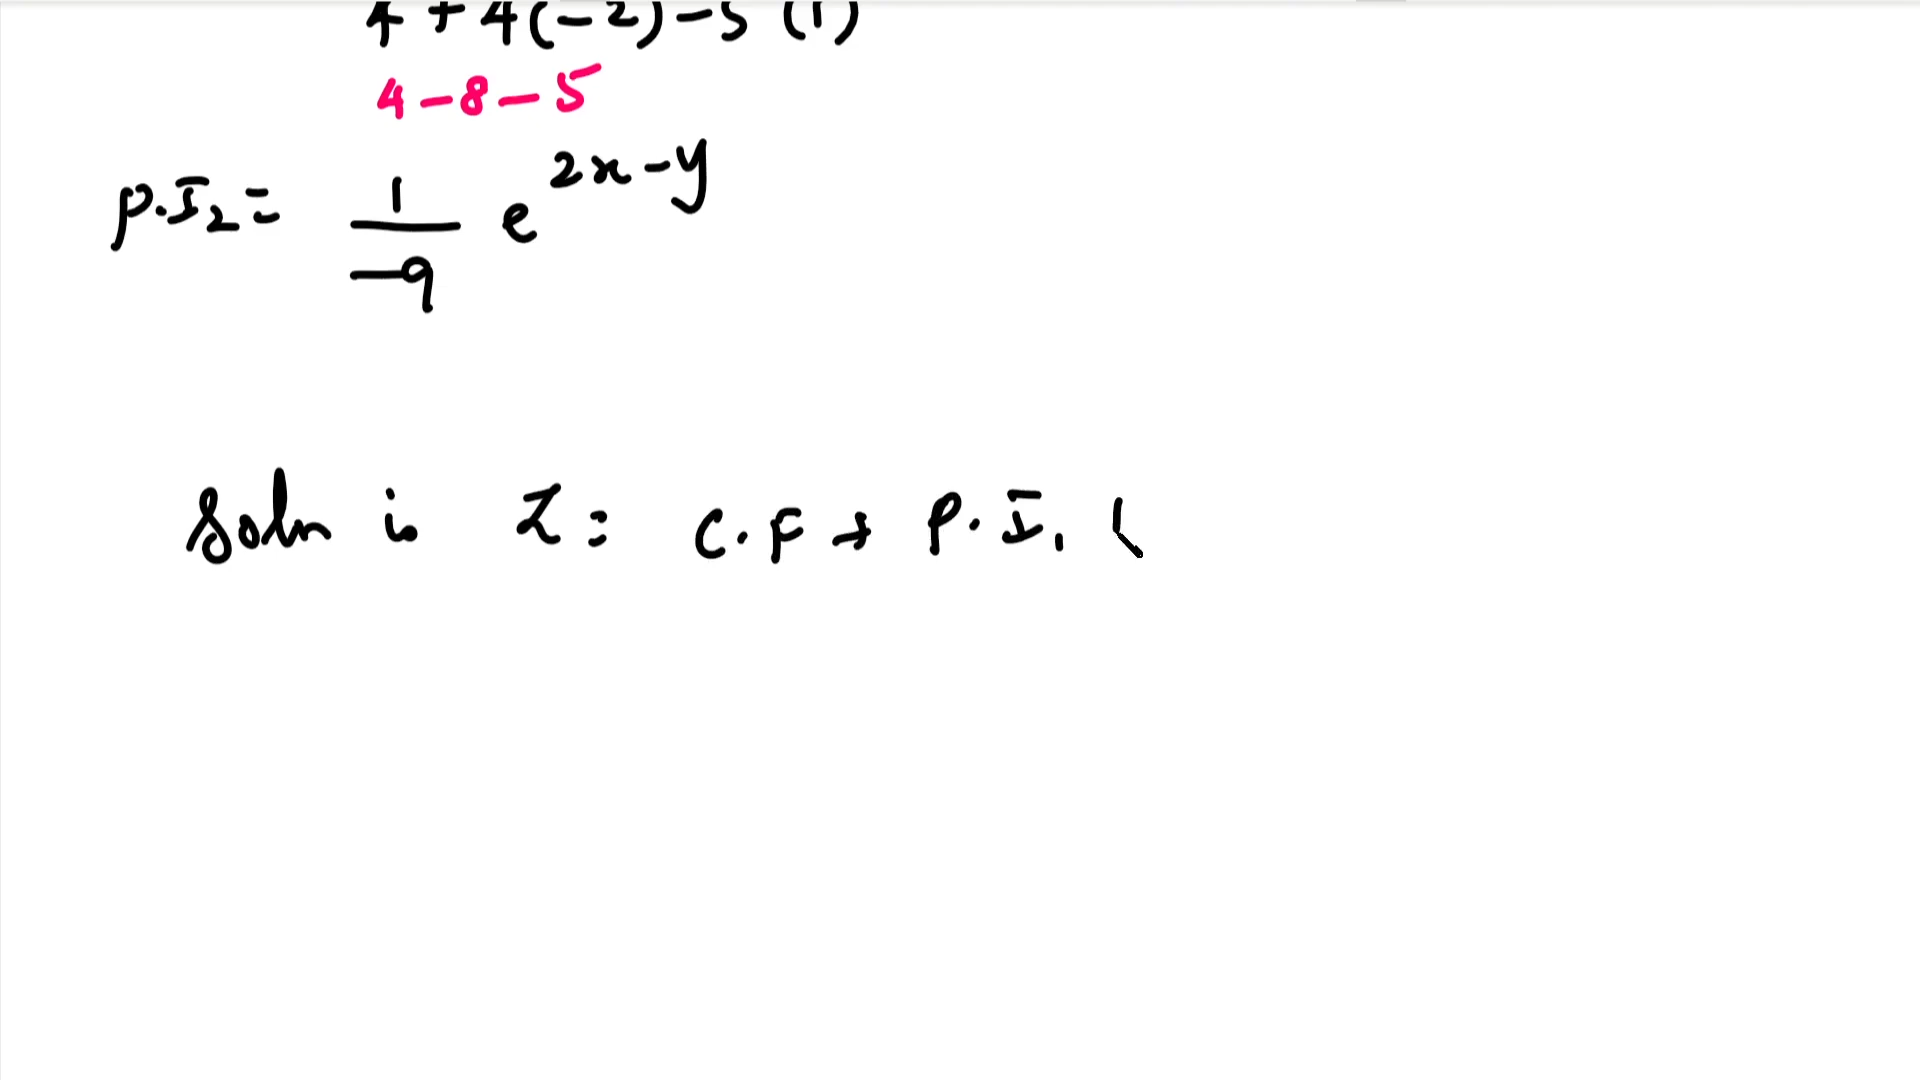 4 + 4(-2) - 5 (1)
4 - 8 - 5
P.I₂ = 1/-9 e^{2x-y}
Soln is Z = C.F + P.I₁ (